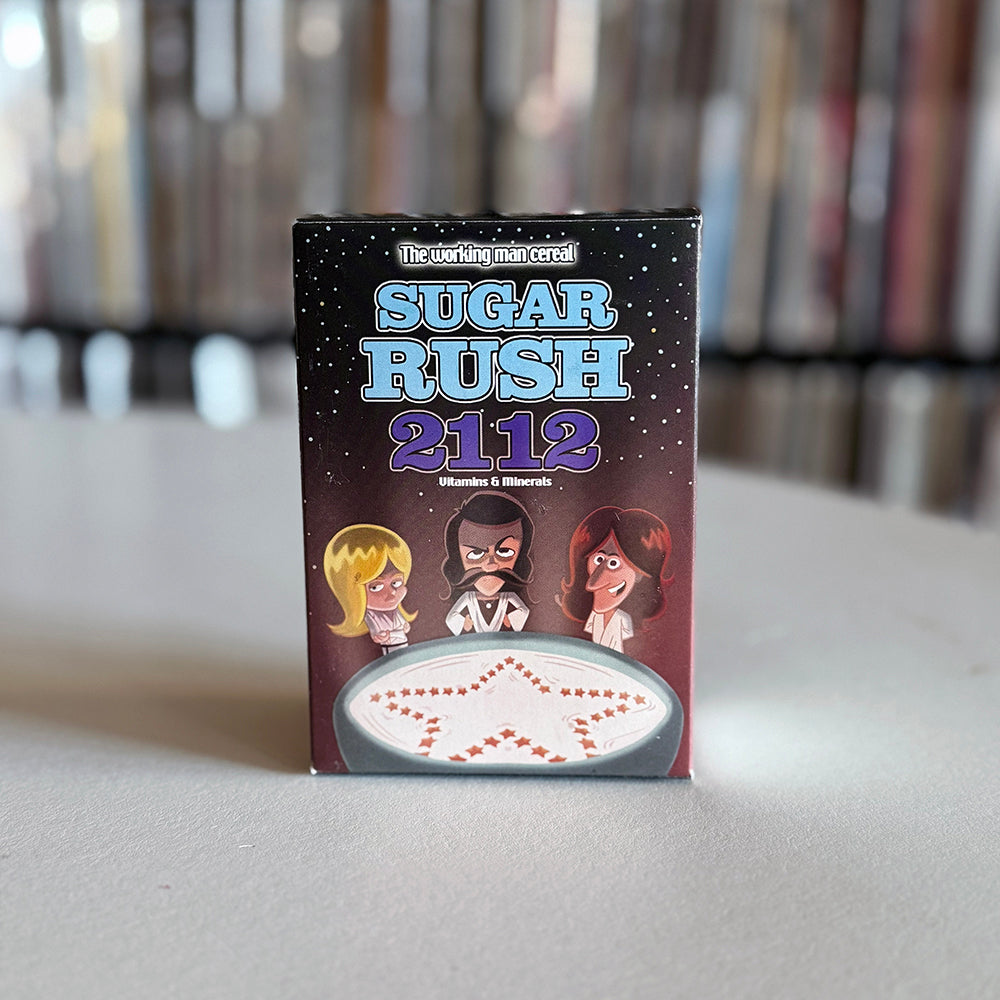 The working man cereal
SUGAR
RUSH
2112
Vitamins & Minerals